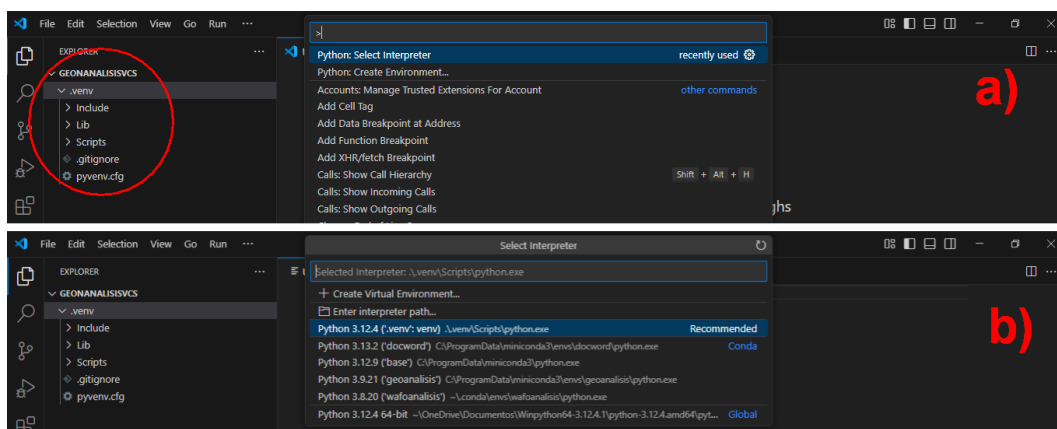 File Edit Selection View Go Run ···
>
EXPLORER ···
Python: Select Interpreter recently used
a)
GEONANALISISVCS
Python: Create Environment...
.venv
Accounts: Manage Trusted Extensions For Account other commands
> Include
Add Cell Tag
> Lib
Add Data Breakpoint at Address
> Scripts
Add Function Breakpoint
.gitignore
Add XHR/fetch Breakpoint
pyvenv.cfg
Calls: Show Call Hierarchy Shift + Alt + H
Calls: Show Incoming Calls
Calls: Show Outgoing Calls
ghs
File Edit Selection View Go Run ···
Select Interpreter
EXPLORER ···
Selected Interpreter: .\.venv\Scripts\python.exe
b)
GEONANALISISVCS
+ Create Virtual Environment...
.venv
Enter interpreter path...
> Include
Python 3.12.4 ('.venv': venv) .\.venv\Scripts\python.exe Recommended
> Lib
Python 3.13.2 ('docword') C:\ProgramData\miniconda3\envs\docword\python.exe Conda
> Scripts
Python 3.12.9 ('base') C:\ProgramData\miniconda3\python.exe
.gitignore
Python 3.9.21 ('geoanalisis') C:\ProgramData\miniconda3\envs\geoanalisis\python.exe
pyvenv.cfg
Python 3.8.20 ('wafoanalisis') ~\.conda\envs\wafoanalisis\python.exe
Python 3.12.4 64-bit ~\OneDrive\Documentos\Winpython64-3.12.4.1\python-3.12.4.amd64\pyt... Global